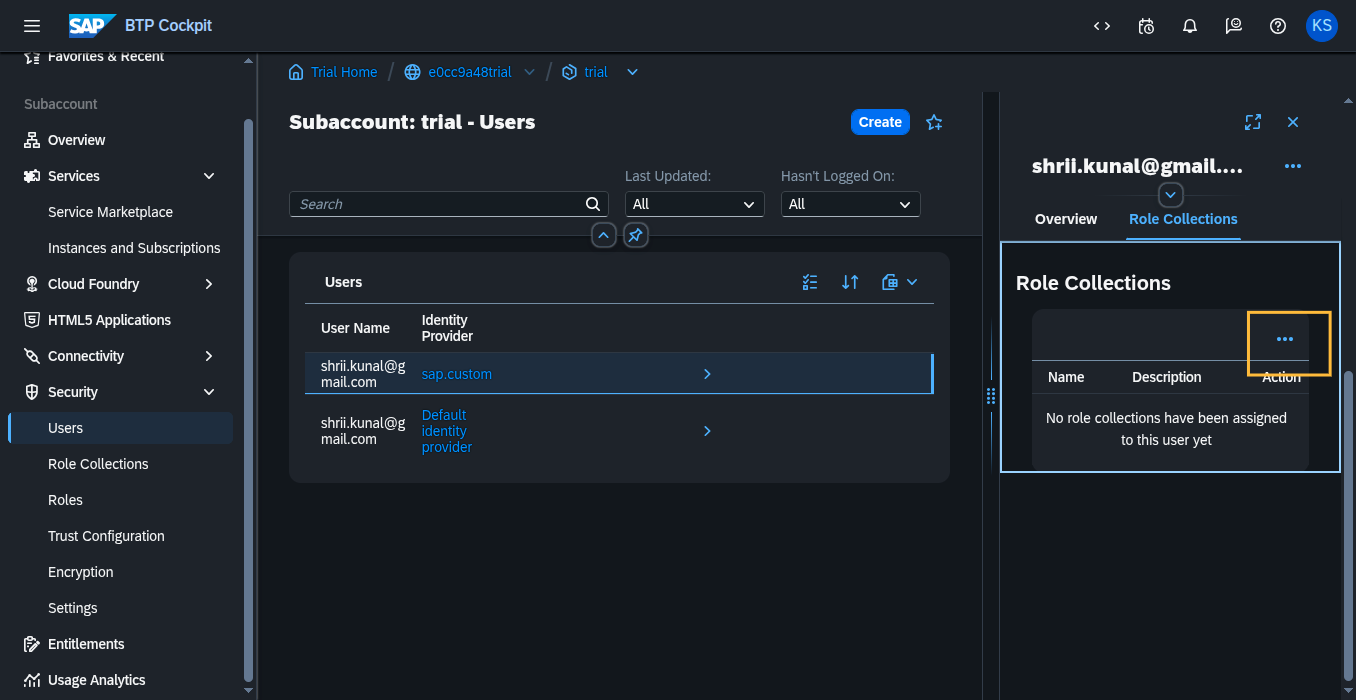 SAP BTP Cockpit
KS
Favorites & Recent
Subaccount
Overview
Services
Service Marketplace
Instances and Subscriptions
Cloud Foundry
HTML5 Applications
Connectivity
Security
Users
Role Collections
Roles
Trust Configuration
Encryption
Settings
Entitlements
Usage Analytics
Trial Home / e0cc9a48trial / trial
Subaccount: trial - Users
Create
Last Updated:
Hasn't Logged On:
Search
All
All
Users
User Name
Identity
Provider
shrii.kunal@g
mail.com
sap.custom
shrii.kunal@g
mail.com
Default
identity
provider
shrii.kunal@gmail....
Overview
Role Collections
Role Collections
Name
Description
Action
No role collections have been assigned
to this user yet